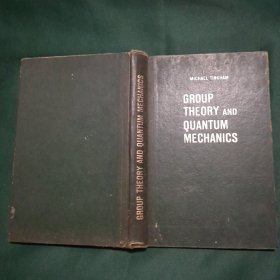 MICHAEL TINKHAM
GROUP
THEORY AND
QUANTUM
MECHANICS
GROUP THEORY AND QUANTUM MECHANICS